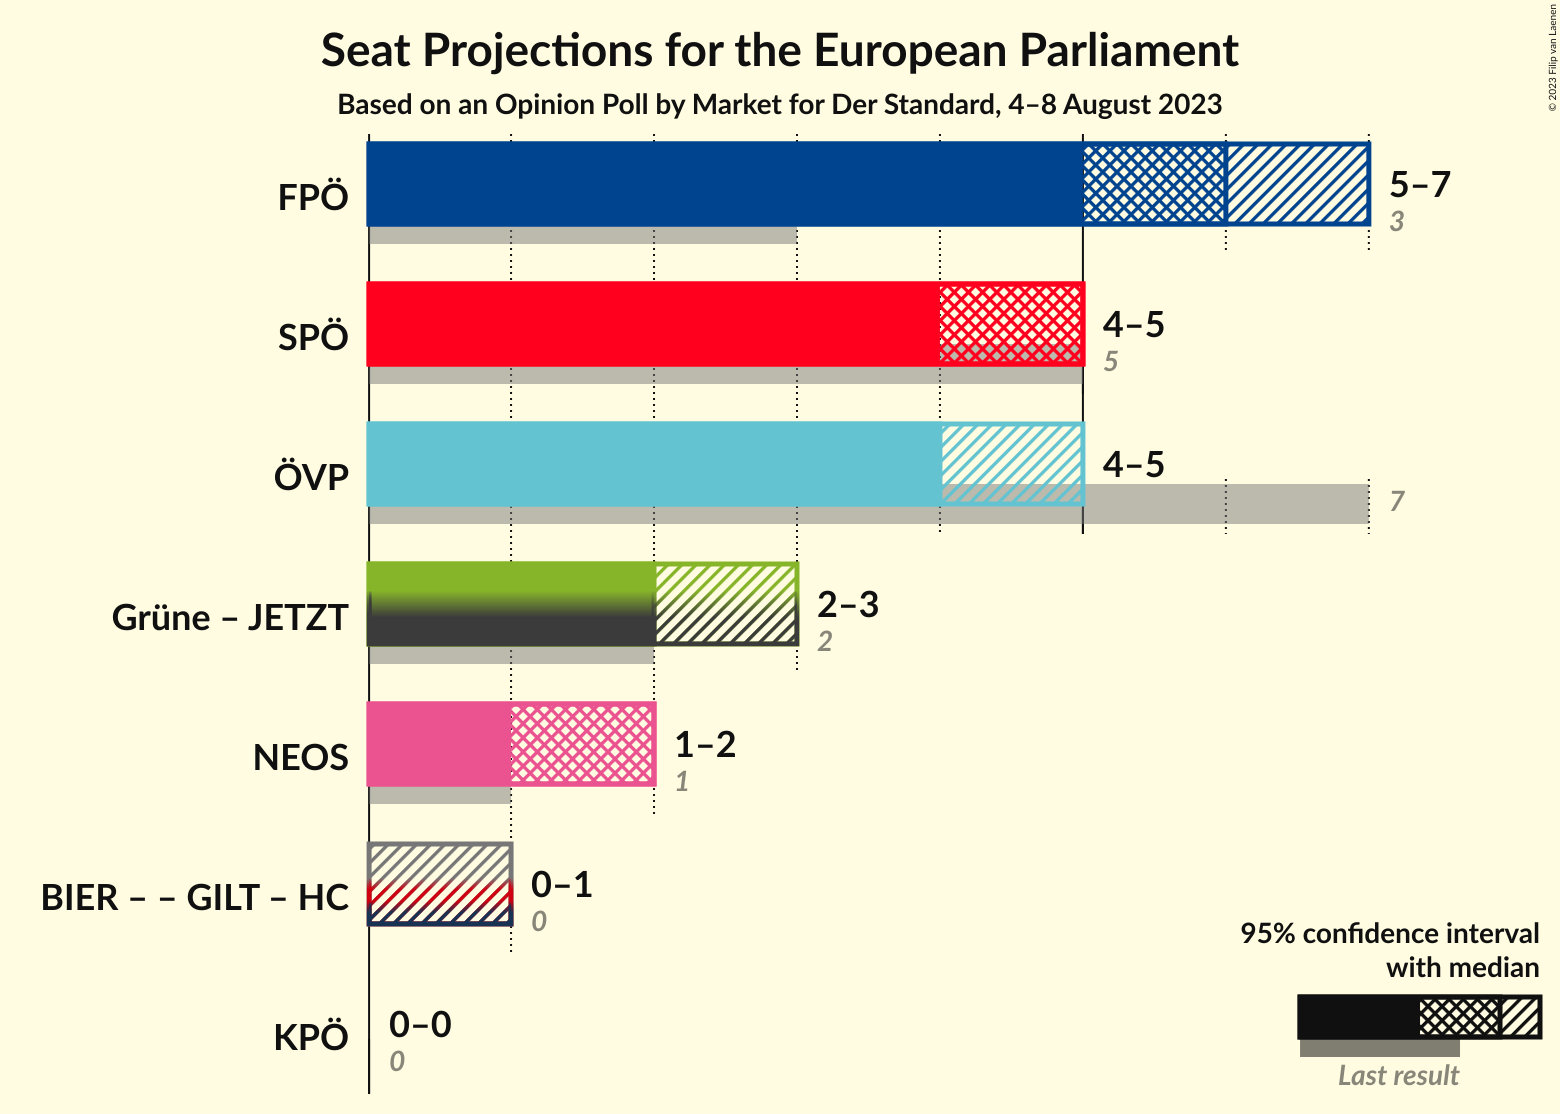 Seat Projections for the European Parliament
Based on an Opinion Poll by Market for Der Standard, 4–8 August 2023
© 2023 Filip van Laenen
FPÖ
5–7
3
SPÖ
4–5
5
ÖVP
4–5
7
Grüne – JETZT
2–3
2
NEOS
1–2
1
BIER – – GILT – HC
0–1
0
KPÖ
0–0
0
95% confidence interval
with median
Last result